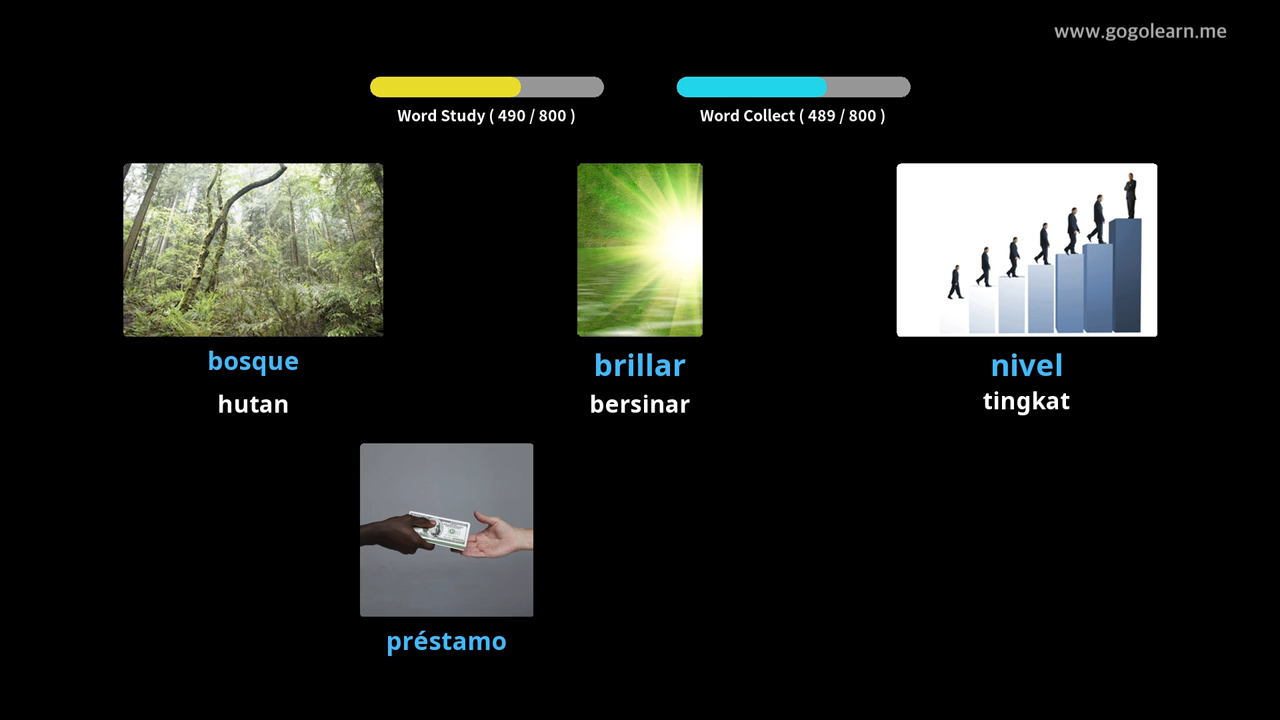 www.gogolearn.me
Word Study ( 490 / 800 )
Word Collect ( 489 / 800 )
bosque
hutan
brillar
bersinar
nivel
tingkat
préstamo